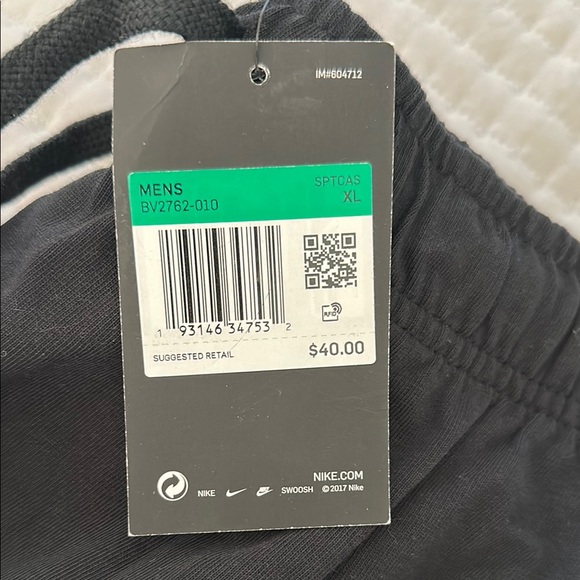 IM#604712
MENS SPTCAS
BV2762-010 XL
RFID
1 93146 34753 2
SUGGESTED RETAIL $40.00
NIKE.COM
NIKE SWOOSH © 2017 Nike